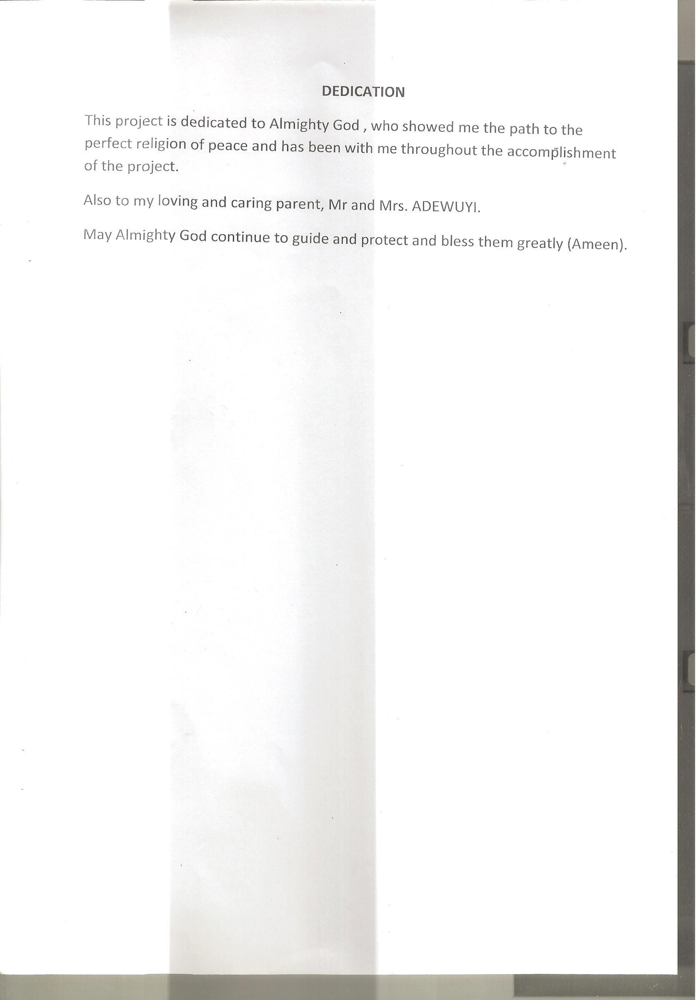 DEDICATION
This project is dedicated to Almighty God , who showed me the path to the
perfect religion of peace and has been with me throughout the accomplishment
of the project.
Also to my loving and caring parent, Mr and Mrs. ADEWUYI.
May Almighty God continue to guide and protect and bless them greatly (Ameen).